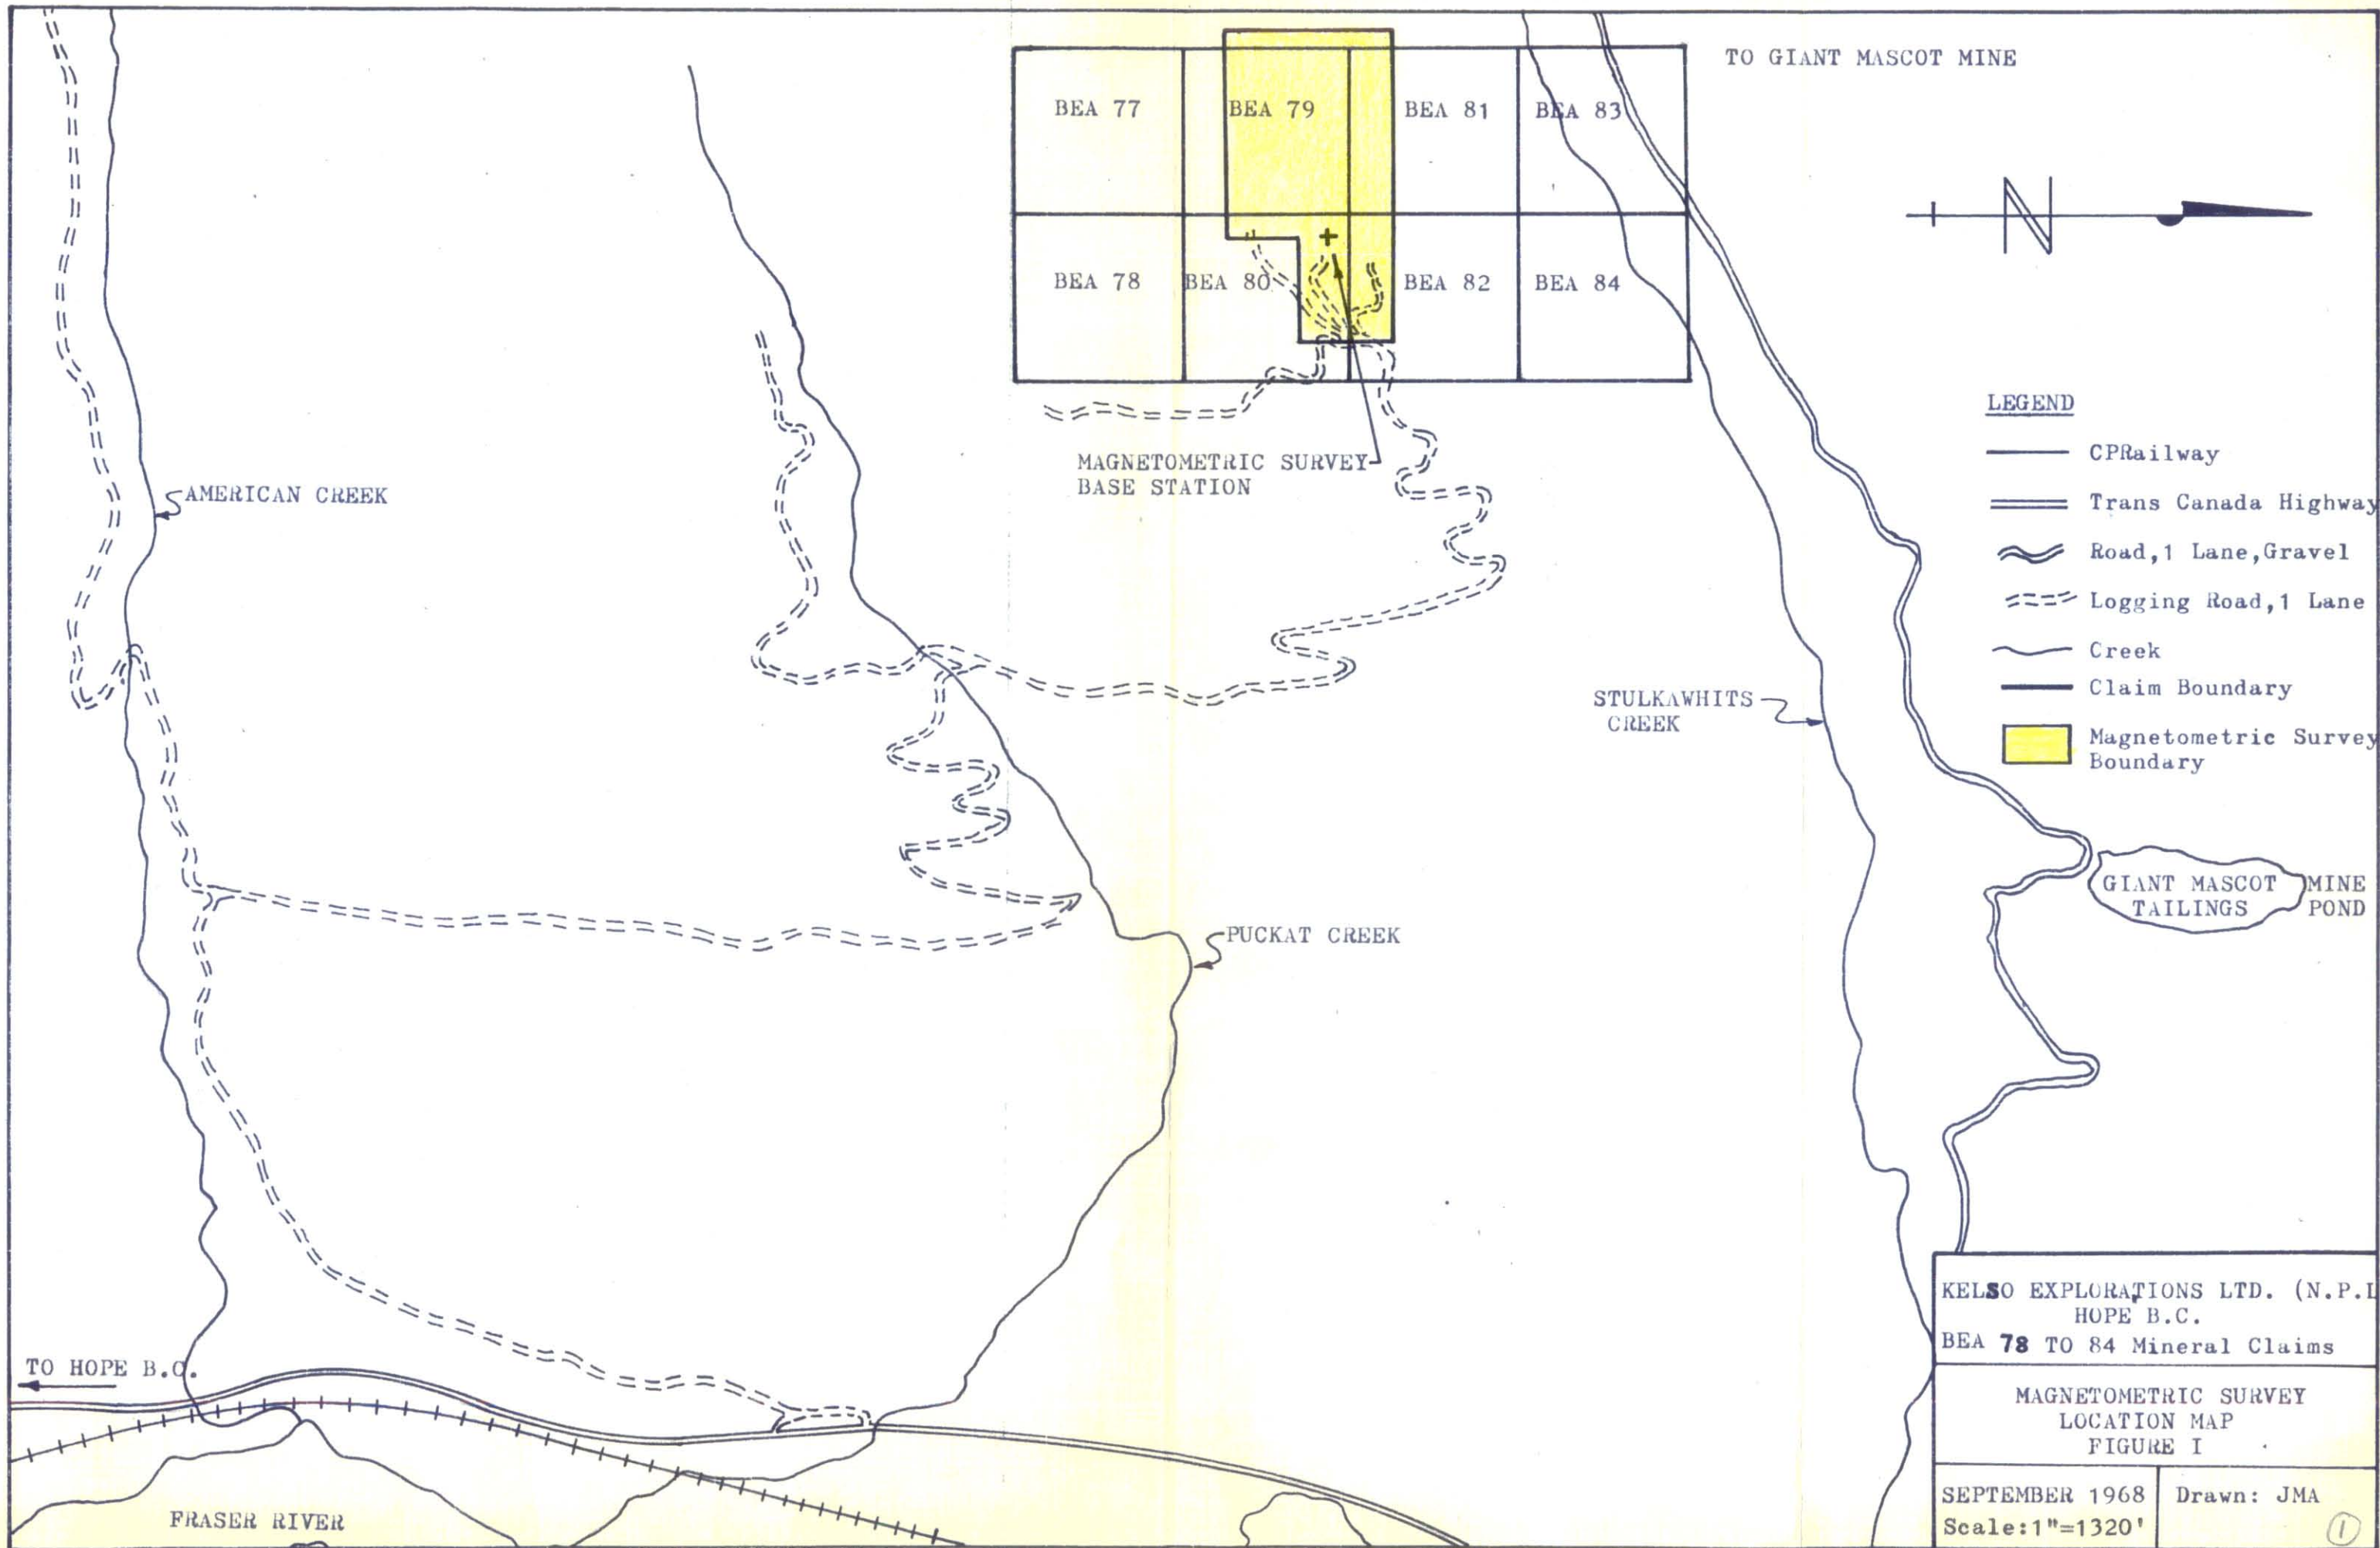 TO GIANT MASCOT MINE
BEA 77
BEA 79
BEA 81
BEA 83
BEA 78
BEA 80
BEA 82
BEA 84
N
MAGNETOMETRIC SURVEY
BASE STATION
AMERICAN CREEK
LEGEND
CPRailway
Trans Canada Highway
Road,1 Lane,Gravel
Logging Road,1 Lane
Creek
Claim Boundary
Magnetometric Survey
Boundary
STULKAWHITS
CREEK
GIANT MASCOT MINE
TAILINGS POND
PUCKAT CREEK
TO HOPE B.C.
FRASER RIVER
KELSO EXPLORATIONS LTD. (N.P.L
HOPE B.C.
BEA 78 TO 84 Mineral Claims
MAGNETOMETRIC SURVEY
LOCATION MAP
FIGURE I
SEPTEMBER 1968
Scale:1"=1320'
Drawn: JMA
1